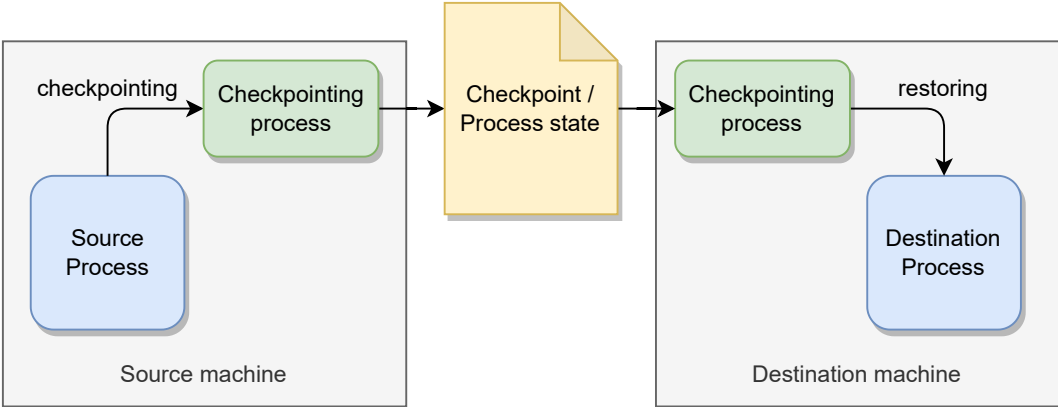 checkpointing
Checkpointing
process
Source
Process
Source machine
Checkpoint /
Process state
Checkpointing
process
restoring
Destination
Process
Destination machine